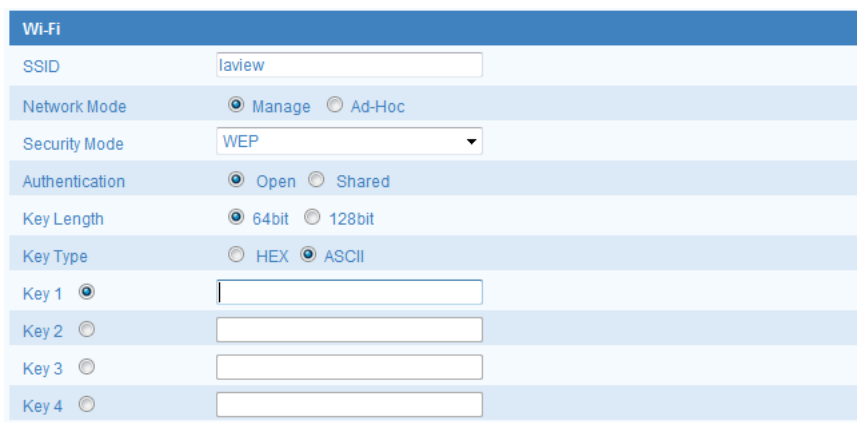 Wi-Fi
SSID laview
Network Mode Manage Ad-Hoc
Security Mode WEP
Authentication Open Shared
Key Length 64bit 128bit
Key Type HEX ASCII
Key 1
Key 2
Key 3
Key 4